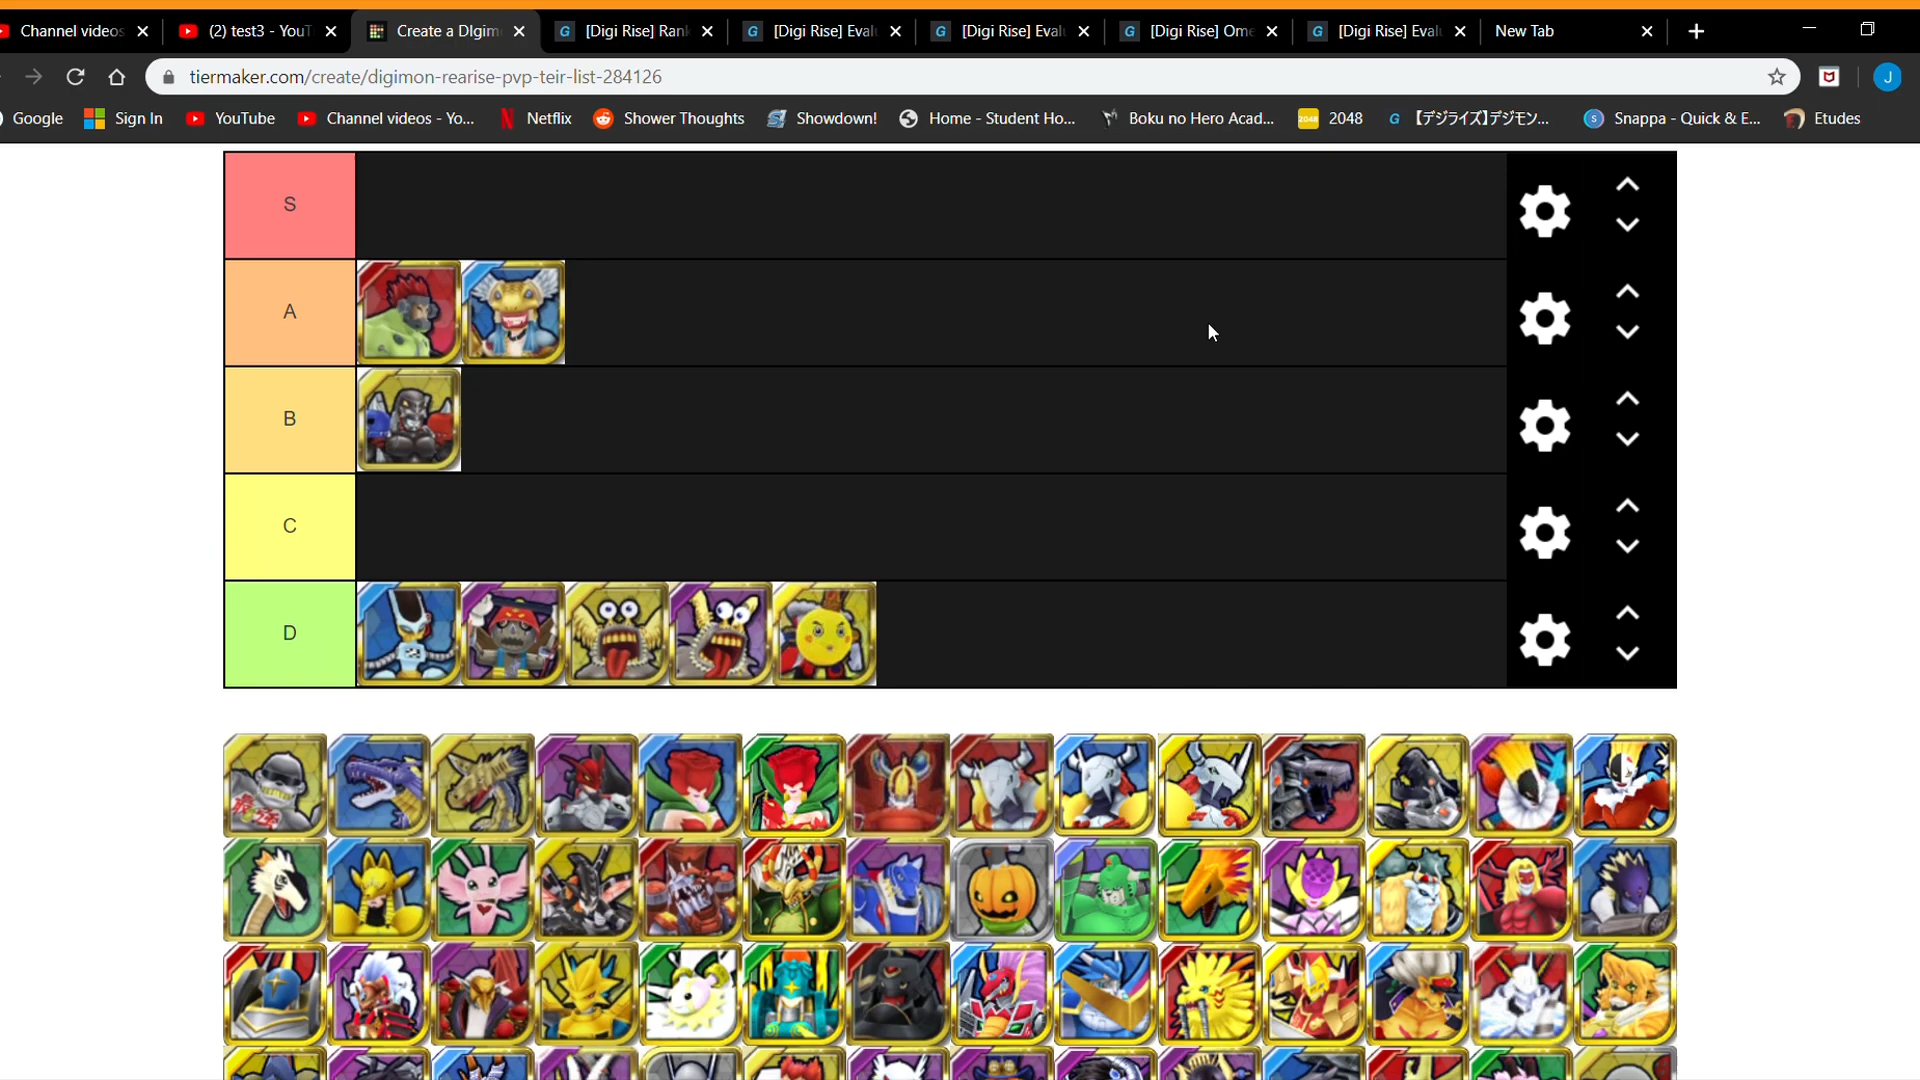 Channel videos
(2) test3 - YouT
Create a DIgim
[Digi Rise] Rank
[Digi Rise] Eval
[Digi Rise] Eval
[Digi Rise] Ome
[Digi Rise] Eval
New Tab
tiermaker.com/create/digimon-rearise-pvp-teir-list-284126
J
Google
Sign In
YouTube
Channel videos - Yo...
Netflix
Shower Thoughts
Showdown!
Home - Student Ho...
Boku no Hero Acad...
2048
【デジライズ】デジモン...
Snappa - Quick & E...
Etudes
S
A
B
C
D